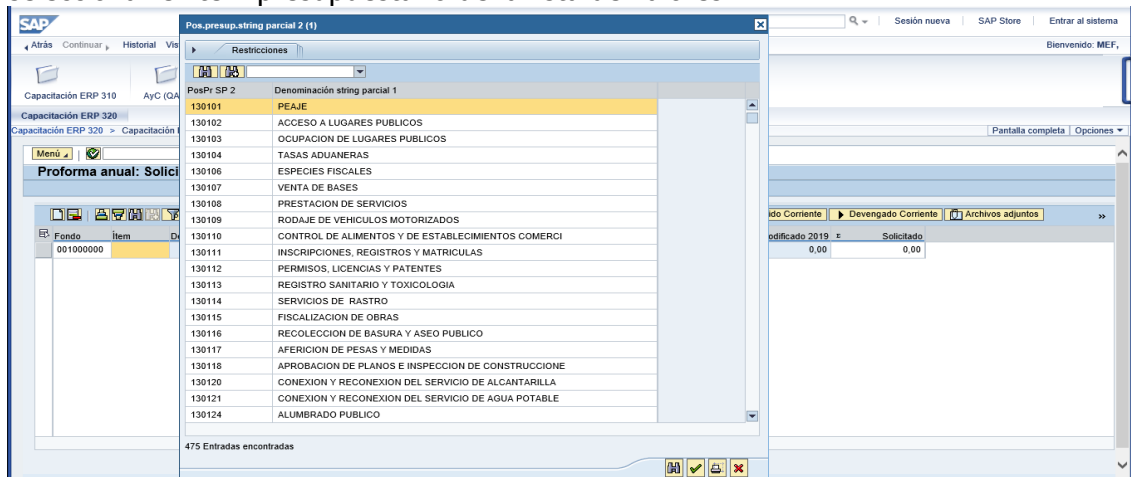 SAP
Sesión nueva SAP Store Entrar al sistema
Atrás Continuar Historial Bienvenido: MEF,
Capacitación ERP 310
Capacitación ERP 320
Capacitación ERP 320 > Capacitación
Pantalla completa Opciones
Menú
Proforma anual:
Corriente Devengado Corriente Archivos adjuntos »
Fondo Ítem 2019 Solicitado
001000000 0,00 0,00
Pos.presup.string parcial 2 (1)
Restricciones
PosPr SP 2 Denominación string parcial 1
130101 PEAJE
130102 ACCESO A LUGARES PUBLICOS
130103 OCUPACION DE LUGARES PUBLICOS
130104 TASAS ADUANERAS
130106 ESPECIES FISCALES
130107 VENTA DE BASES
130108 PRESTACION DE SERVICIOS
130109 RODAJE DE VEHICULOS MOTORIZADOS
130110 CONTROL DE ALIMENTOS Y DE ESTABLECIMIENTOS COMERCI
130111 INSCRIPCIONES, REGISTROS Y MATRICULAS
130112 PERMISOS, LICENCIAS Y PATENTES
130113 REGISTRO SANITARIO Y TOXICOLOGIA
130114 SERVICIOS DE RASTRO
130115 FISCALIZACION DE OBRAS
130116 RECOLECCION DE BASURA Y ASEO PUBLICO
130117 AFERICION DE PESAS Y MEDIDAS
130118 APROBACION DE PLANOS E INSPECCION DE CONSTRUCCIONE
130120 CONEXION Y RECONEXION DEL SERVICIO DE ALCANTARILLA
130121 CONEXION Y RECONEXION DEL SERVICIO DE AGUA POTABLE
130124 ALUMBRADO PUBLICO
475 Entradas encontradas